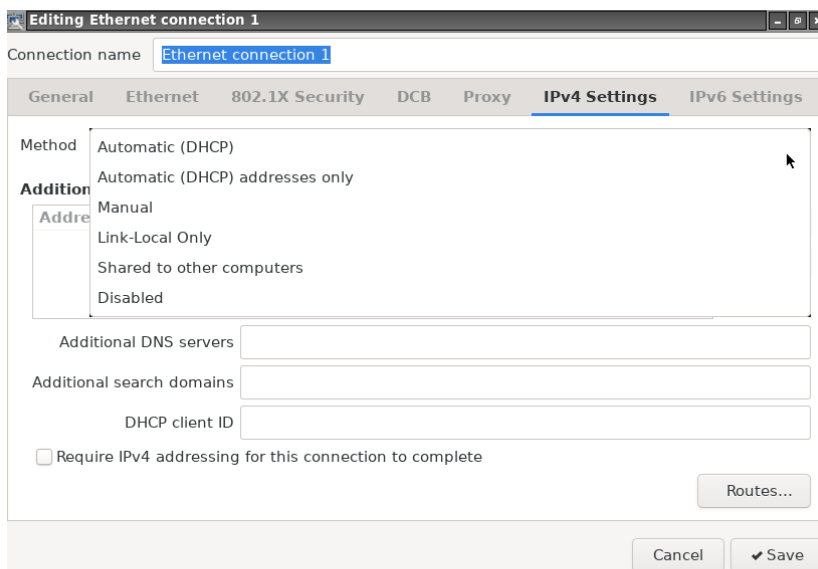 Editing Ethernet connection 1
Connection name Ethernet connection 1
General Ethernet 802.1X Security DCB Proxy IPv4 Settings IPv6 Settings
Method Automatic (DHCP)
Automatic (DHCP) addresses only
Addition
Manual
Addre
Link-Local Only
Shared to other computers
Disabled
Additional DNS servers
Additional search domains
DHCP client ID
Require IPv4 addressing for this connection to complete
Routes...
Cancel Save